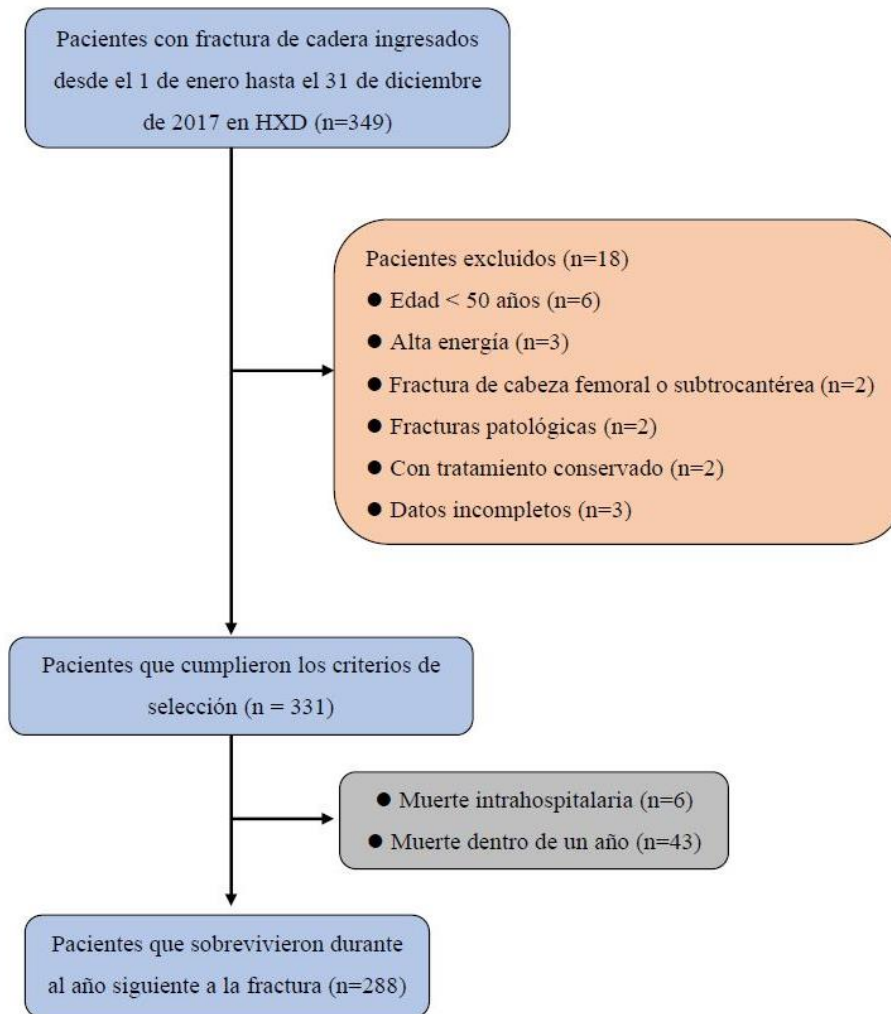 Pacientes con fractura de cadera ingresados
desde el 1 de enero hasta el 31 de diciembre
de 2017 en HXD (n=349)
Pacientes excluidos (n=18)
● Edad < 50 años (n=6)
● Alta energía (n=3)
● Fractura de cabeza femoral o subtrocantérea (n=2)
● Fracturas patológicas (n=2)
● Con tratamiento conservado (n=2)
● Datos incompletos (n=3)
Pacientes que cumplieron los criterios de
selección (n = 331)
● Muerte intrahospitalaria (n=6)
● Muerte dentro de un año (n=43)
Pacientes que sobrevivieron durante
al año siguiente a la fractura (n=288)